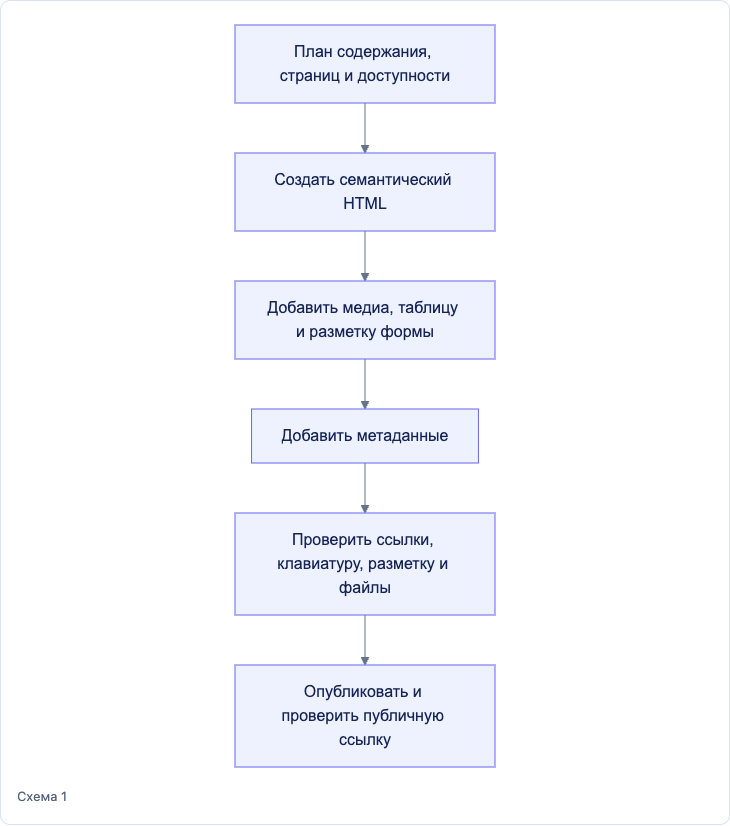 План содержания,
страниц и доступности
Создать семантический
HTML
Добавить медиа, таблицу
и разметку формы
Добавить метаданные
Проверить ссылки,
клавиатуру, разметку и
файлы
Опубликовать и
проверить публичную
ссылку
Схема 1